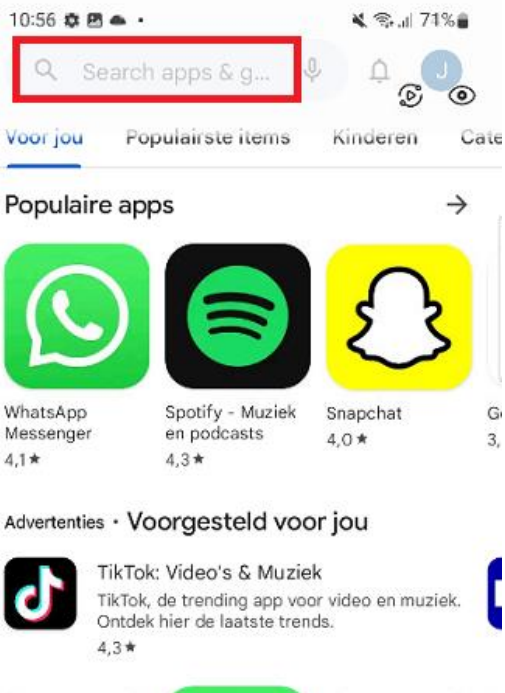 10:56 71%
Search apps & g...
J
Voor jou Populairste items Kinderen Cate
Populaire apps
WhatsApp Messenger
4,1★
Spotify - Muziek en podcasts
4,3★
Snapchat
4,0★
G
3,
Advertenties · Voorgesteld voor jou
TikTok: Video's & Muziek
TikTok, de trending app voor video en muziek.
Ontdek hier de laatste trends.
4,3★